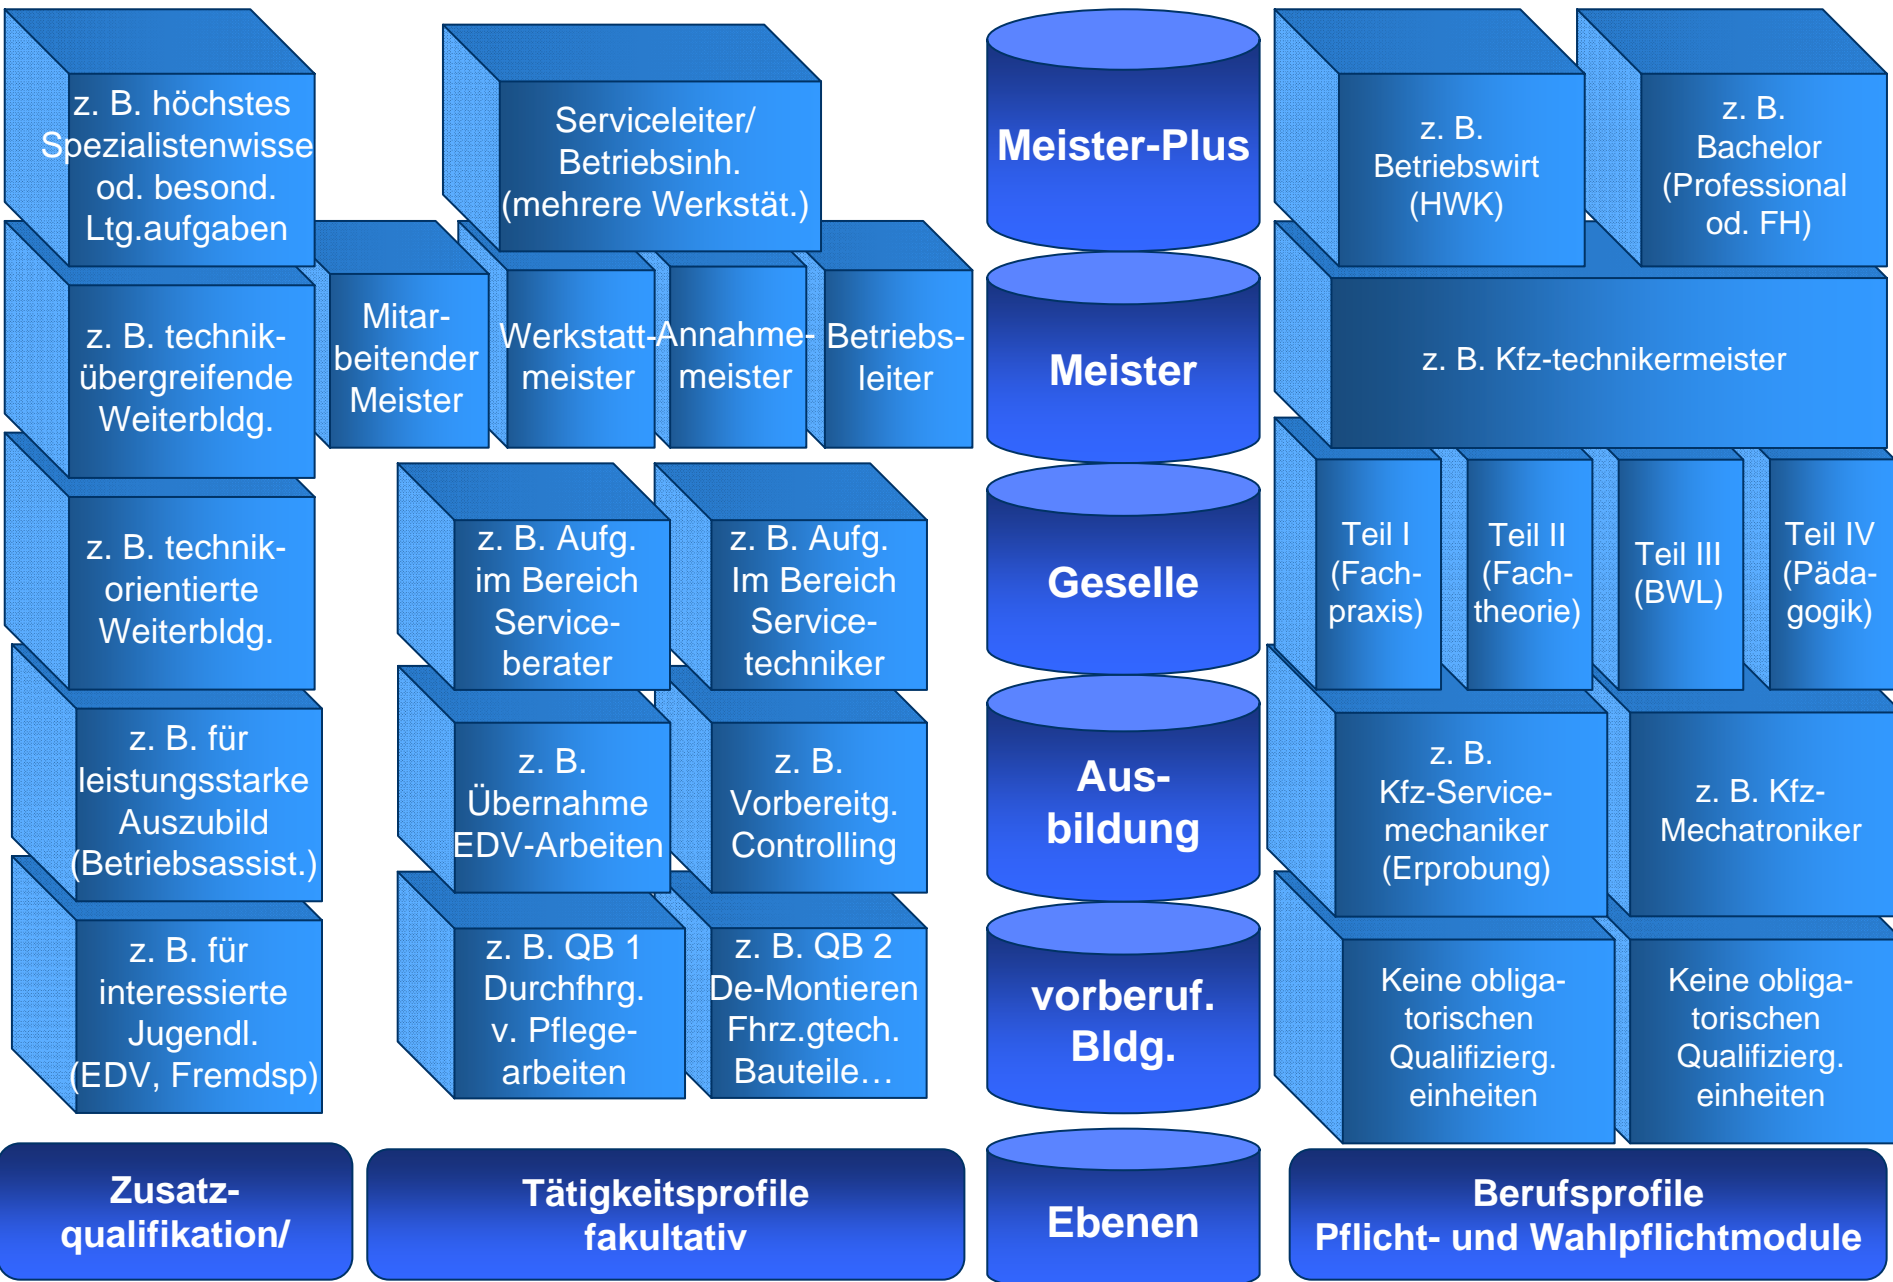 z. B. höchstes
Spezialistenwisse
od. besond.
Ltg.aufgaben
Serviceleiter/
Betriebsinh.
(mehrere Werkstät.)
Meister-Plus
z. B.
Betriebswirt
(HWK)
z. B.
Bachelor
(Professional
od. FH)
z. B. technik-
übergreifende
Weiterbldg.
Mitar-
beitender
Meister
Werkstatt-
meister
Annahme-
meister
Betriebs-
leiter
Meister
z. B. Kfz-technikermeister
z. B. technik-
orientierte
Weiterbldg.
z. B. Aufg.
im Bereich
Service-
berater
z. B. Aufg.
Im Bereich
Service-
techniker
Geselle
Teil I
(Fach-
praxis)
Teil II
(Fach-
theorie)
Teil III
(BWL)
Teil IV
(Päda-
gogik)
z. B. für
leistungsstarke
Auszubild
(Betriebsassist.)
z. B.
Übernahme
EDV-Arbeiten
z. B.
Vorbereitg.
Controlling
Aus-
bildung
z. B.
Kfz-Service-
mechaniker
(Erprobung)
z. B. Kfz-
Mechatroniker
z. B. für
interessierte
Jugendl.
(EDV, Fremdsp)
z. B. QB 1
Durchfhrg.
v. Pflege-
arbeiten
z. B. QB 2
De-Montieren
Fhrz.gtech.
Bauteile…
vorberuf.
Bldg.
Keine obliga-
torischen
Qualifizierg.
einheiten
Keine obliga-
torischen
Qualifizierg.
einheiten
Zusatz-
qualifikation/
Tätigkeitsprofile
fakultativ
Ebenen
Berufsprofile
Pflicht- und Wahlpflichtmodule